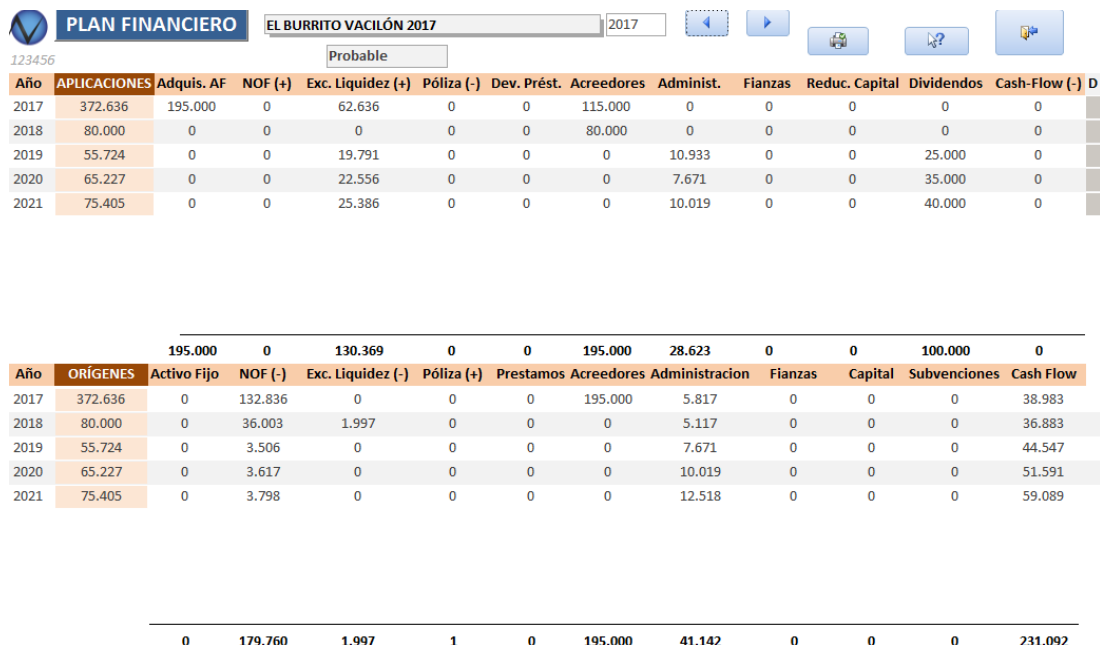 PLAN FINANCIERO EL BURRITO VACILÓN 2017 2017
Probable
123456
Año APLICACIONES Adquis. AF NOF (+) Exc. Liquidez (+) Póliza (-) Dev. Prést. Acreedores Administ. Fianzas Reduc. Capital Dividendos Cash-Flow (-) D
2017 372.636 195.000 0 62.636 0 0 115.000 0 0 0 0 0
2018 80.000 0 0 0 0 0 80.000 0 0 0 0 0
2019 55.724 0 0 19.791 0 0 0 10.933 0 0 25.000 0
2020 65.227 0 0 22.556 0 0 0 7.671 0 0 35.000 0
2021 75.405 0 0 25.386 0 0 0 10.019 0 0 40.000 0
195.000 0 130.369 0 0 195.000 28.623 0 0 100.000 0
Año ORÍGENES Activo Fijo NOF (-) Exc. Liquidez (-) Póliza (+) Prestamos Acreedores Administracion Fianzas Capital Subvenciones Cash Flow
2017 372.636 0 132.836 0 0 0 195.000 5.817 0 0 0 38.983
2018 80.000 0 36.003 1.997 0 0 0 5.117 0 0 0 36.883
2019 55.724 0 3.506 0 0 0 0 7.671 0 0 0 44.547
2020 65.227 0 3.617 0 0 0 0 10.019 0 0 0 51.591
2021 75.405 0 3.798 0 0 0 0 12.518 0 0 0 59.089
0 179.760 1.997 1 0 195.000 41.142 0 0 0 231.092